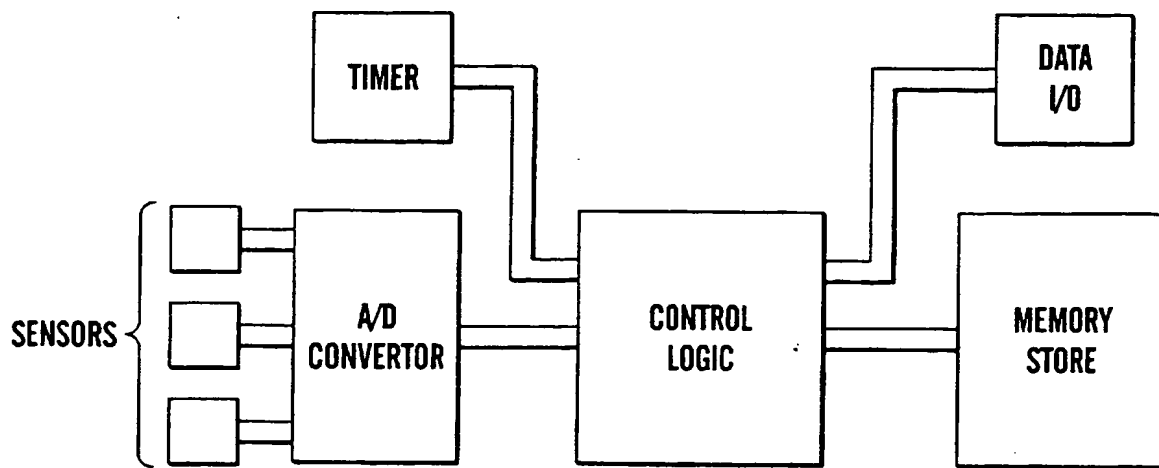 TIMER
DATA
I/O
SENSORS
A/D
CONVERTOR
CONTROL
LOGIC
MEMORY
STORE